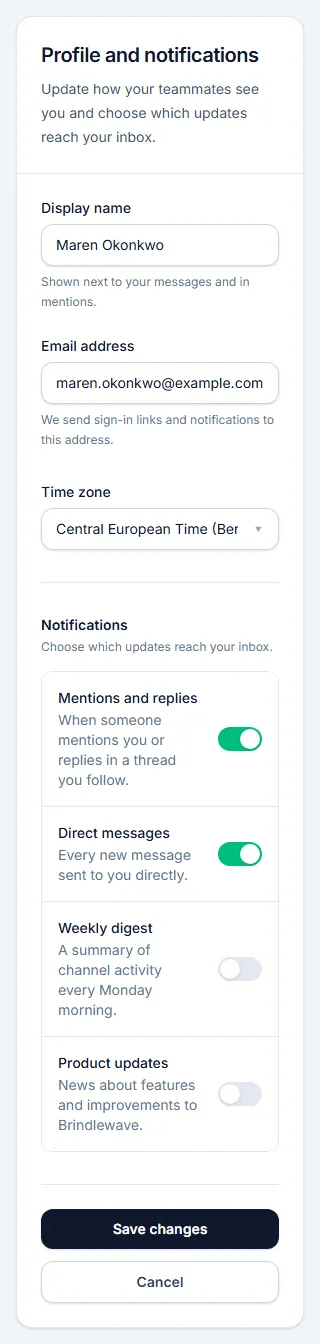 Profile and notifications
Update how your teammates see
you and choose which updates
reach your inbox.
Display name
Maren Okonkwo
Shown next to your messages and in
mentions.
Email address
maren.okonkwo@example.com
We send sign-in links and notifications to
this address.
Time zone
Central European Time (Ber
Notifications
Choose which updates reach your inbox.
Mentions and replies
When someone
mentions you or
replies in a thread
you follow.
Direct messages
Every new message
sent to you directly.
Weekly digest
A summary of
channel activity
every Monday
morning.
Product updates
News about features
and improvements to
Brindlewave.
Save changes
Cancel